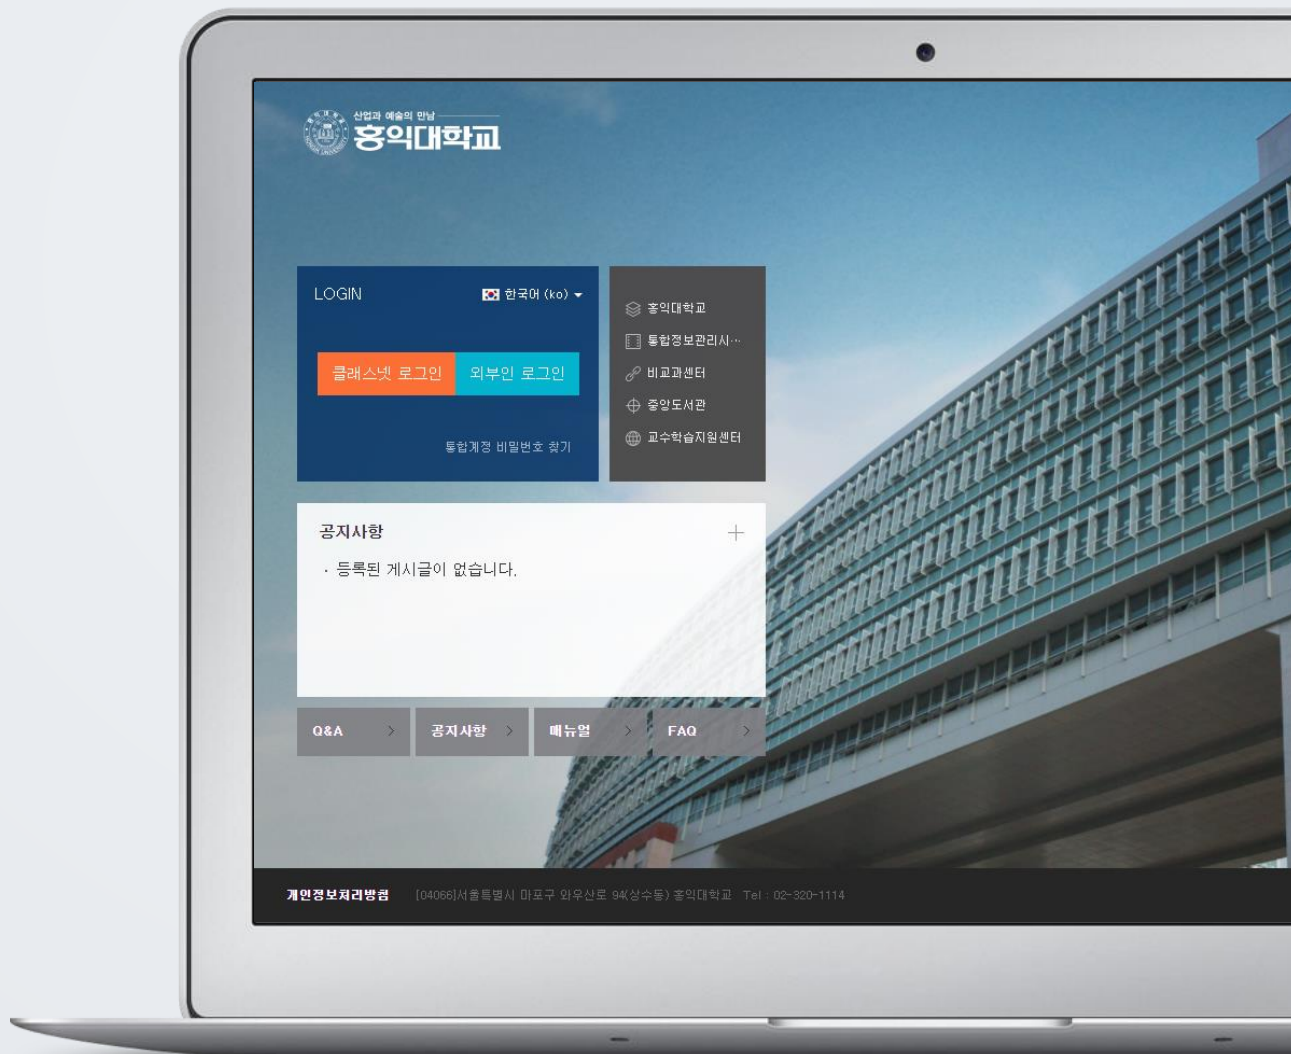 산업과 예술의 만남
홍익대학교
LOGIN
한국어 (ko)
클래스넷 로그인
외부인 로그인
통합계정 비밀번호 찾기
홍익대학교
통합정보관리시…
비교과센터
중앙도서관
교수학습지원센터
공지사항
· 등록된 게시글이 없습니다.
Q&A
공지사항
메뉴얼
FAQ
개인정보처리방침
[04066]서울특별시 마포구 와우산로 94(상수동) 홍익대학교 Tel : 02-320-1114